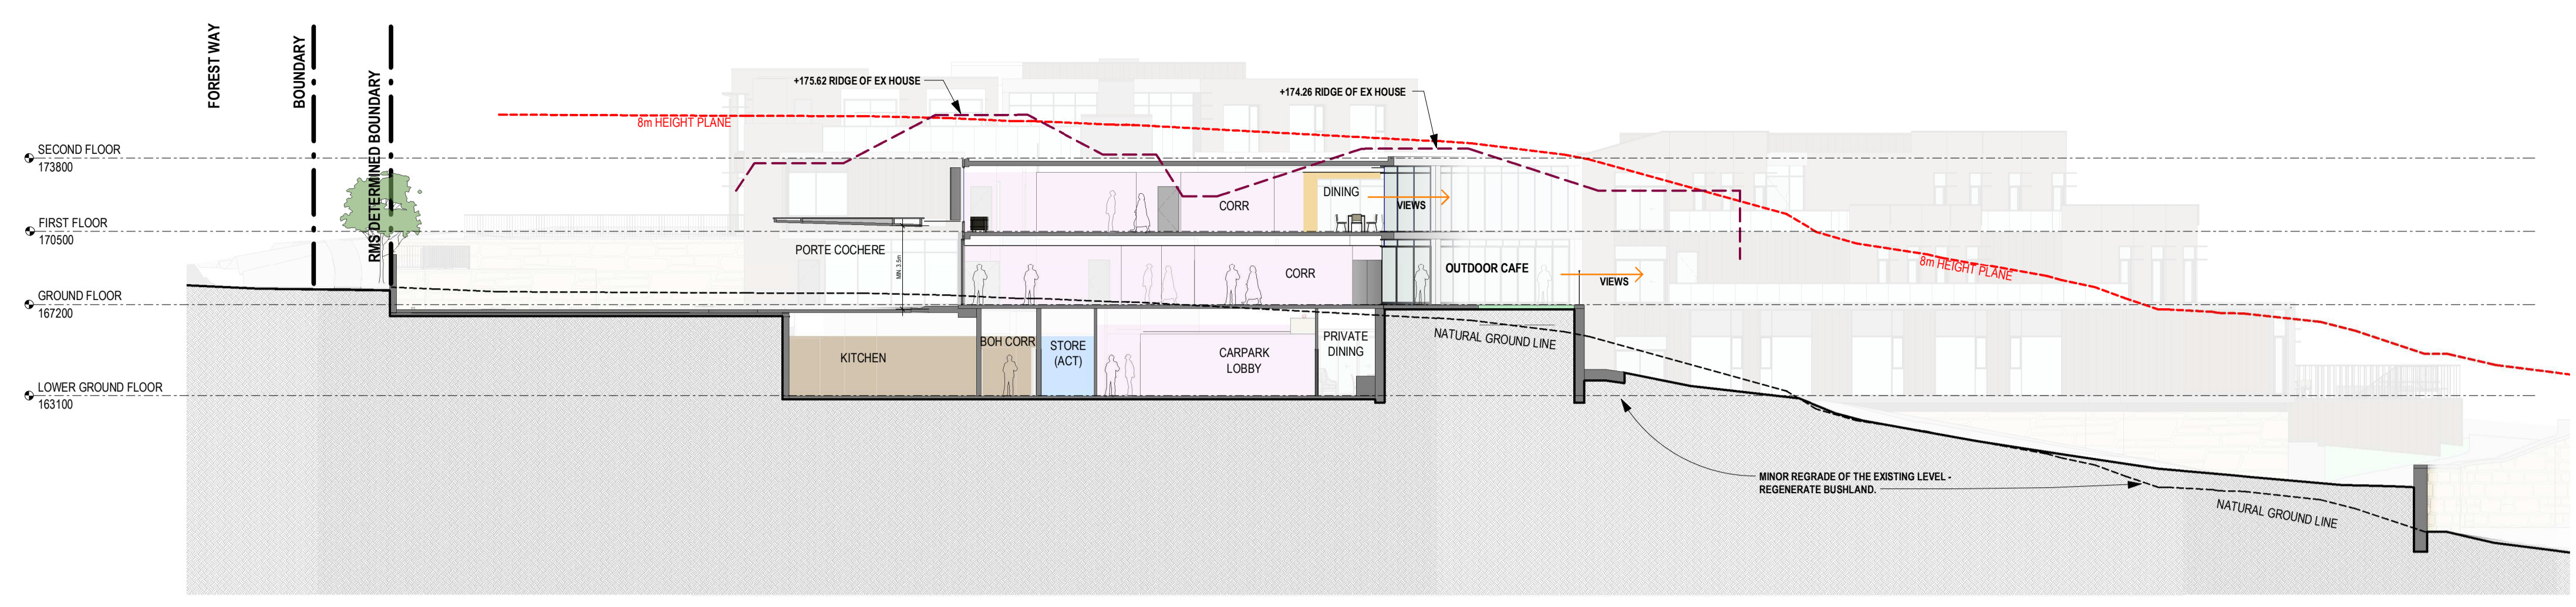 FOREST WAY
BOUNDARY
RMS DETERMINED BOUNDARY
+175.62 RIDGE OF EX HOUSE
+174.26 RIDGE OF EX HOUSE
8m HEIGHT PLANE
SECOND FLOOR
173800
DINING
VIEWS
CORR
FIRST FLOOR
170500
PORTE COCHERE
MIN. 3.5m
CORR
OUTDOOR CAFE
VIEWS
8m HEIGHT PLANE
GROUND FLOOR
167200
KITCHEN
BOH CORR
STORE
(ACT)
CARPARK
LOBBY
PRIVATE
DINING
NATURAL GROUND LINE
LOWER GROUND FLOOR
163100
MINOR REGRADE OF THE EXISTING LEVEL -
REGENERATE BUSHLAND.
NATURAL GROUND LINE